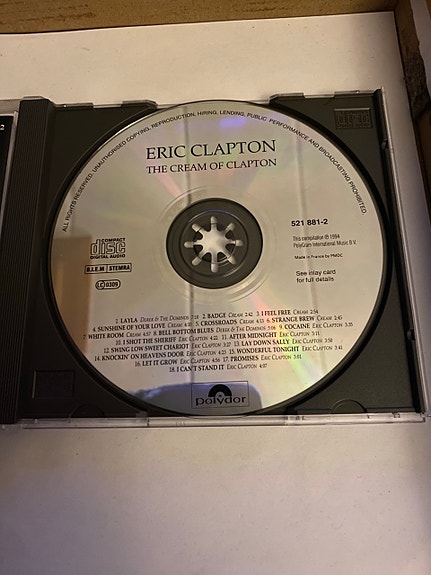 ALL RIGHTS RESERVED. UNAUTHORISED COPYING, REPRODUCTION, HIRING, LENDING, PUBLIC PERFORMANCE AND BROADCASTING PROHIBITED.
ERIC CLAPTON
THE CREAM OF CLAPTON
COMPACT
disc
DIGITAL AUDIO
B.I.E.M STEMRA
LC 0309
521 881-2
This compilation ℗ 1994
PolyGram International Music B.V.
Made in France by PMDC
See inlay card
for full details
1. LAYLA DEREK & THE DOMINOS 2. BADGE CREAM 2:42 3. I FEEL FREE CREAM 2:54
4. SUNSHINE OF YOUR LOVE CREAM 5. CROSSROADS CREAM 4:13 6. STRANGE BREW CREAM 2:45
7. WHITE ROOM CREAM 4:57 8. BELL BOTTOM BLUES DEREK & THE DOMINOS 5:06 9. COCAINE ERIC CLAPTON 3:35
10. I SHOT THE SHERIFF ERIC CLAPTON 4:21 11. AFTER MIDNIGHT ERIC CLAPTON 3:11
12. SWING LOW SWEET CHARIOT ERIC CLAPTON 3:27 13. LAY DOWN SALLY ERIC CLAPTON 3:50
14. KNOCKIN' ON HEAVENS DOOR ERIC CLAPTON 4:23 15. WONDERFUL TONIGHT ERIC CLAPTON 3:41
16. LET IT GROW ERIC CLAPTON 4:56 17. PROMISES ERIC CLAPTON 3:01
18. I CAN'T STAND IT ERIC CLAPTON 4:07
polydor